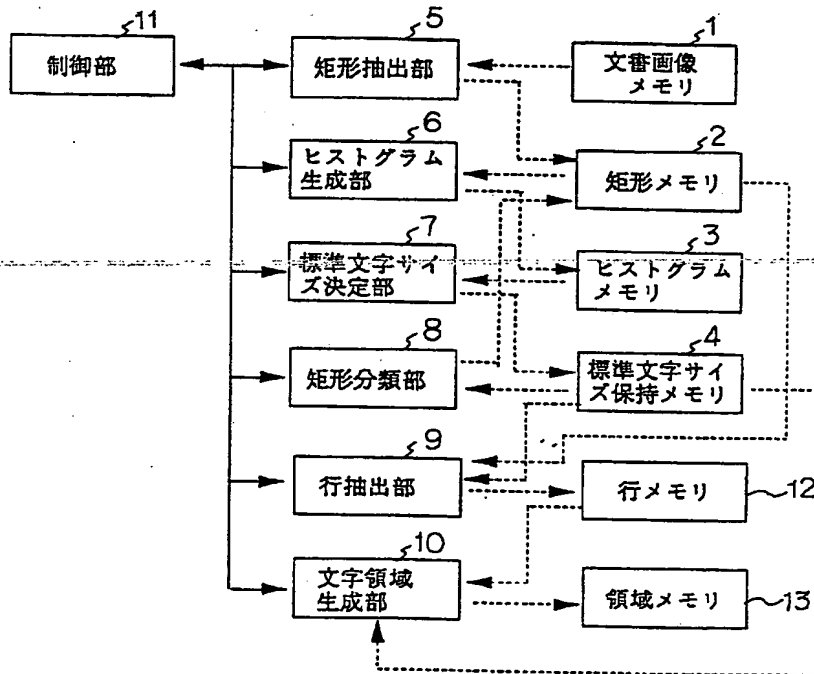 11
制御部
5
矩形抽出部
1
文書画像
メモリ
6
ヒストグラム
生成部
2
矩形メモリ
7
標準文字サイ
ズ決定部
3
ヒストグラム
メモリ
8
矩形分類部
4
標準文字サイ
ズ保持メモリ
9
行抽出部
行メモリ
12
10
文字領域
生成部
領域メモリ
13